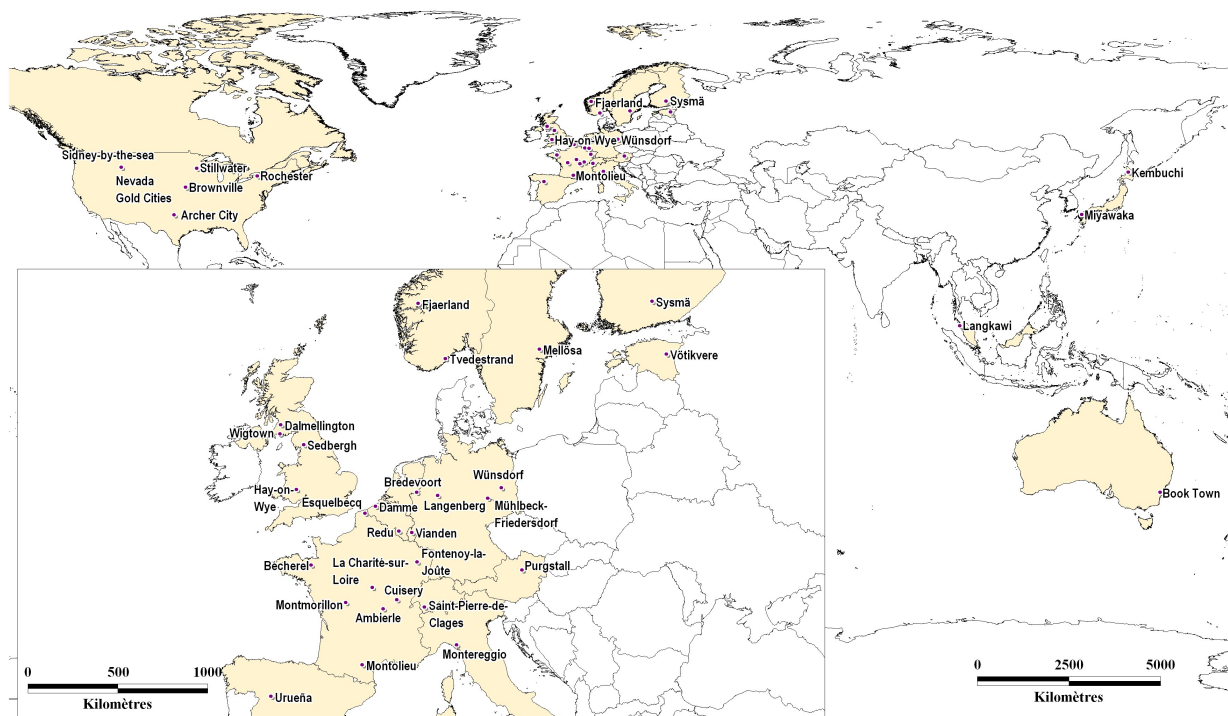 Fjaerland
Sysmä
Hay-on-Wye
Wünsdorf
Montolieu
Sidney-by-the-sea
Stillwater
Rochester
Nevada
Gold Cities
Brownville
Archer City
Kembuchi
Miyawaka
Langkawi
Book Town
Fjaerland
Sysmä
Tvedestrand
Mellösa
Võtikvere
Dalmellington
Wigtown
Sedbergh
Hay-on-
Wye
Esquelbecq
Bredevoort
Damme
Langenberg
Wünsdorf
Mühlbeck-
Friedersdorf
Redu
Vianden
Bécherel
La Charité-sur-
Loire
Fontenoy-la-
Joûte
Purgstall
Cuisery
Montmorillon
Ambierle
Saint-Pierre-de-
Clages
Montereggio
Montolieu
Urueña
0 500 1000
Kilomètres
0 2500 5000
Kilomètres